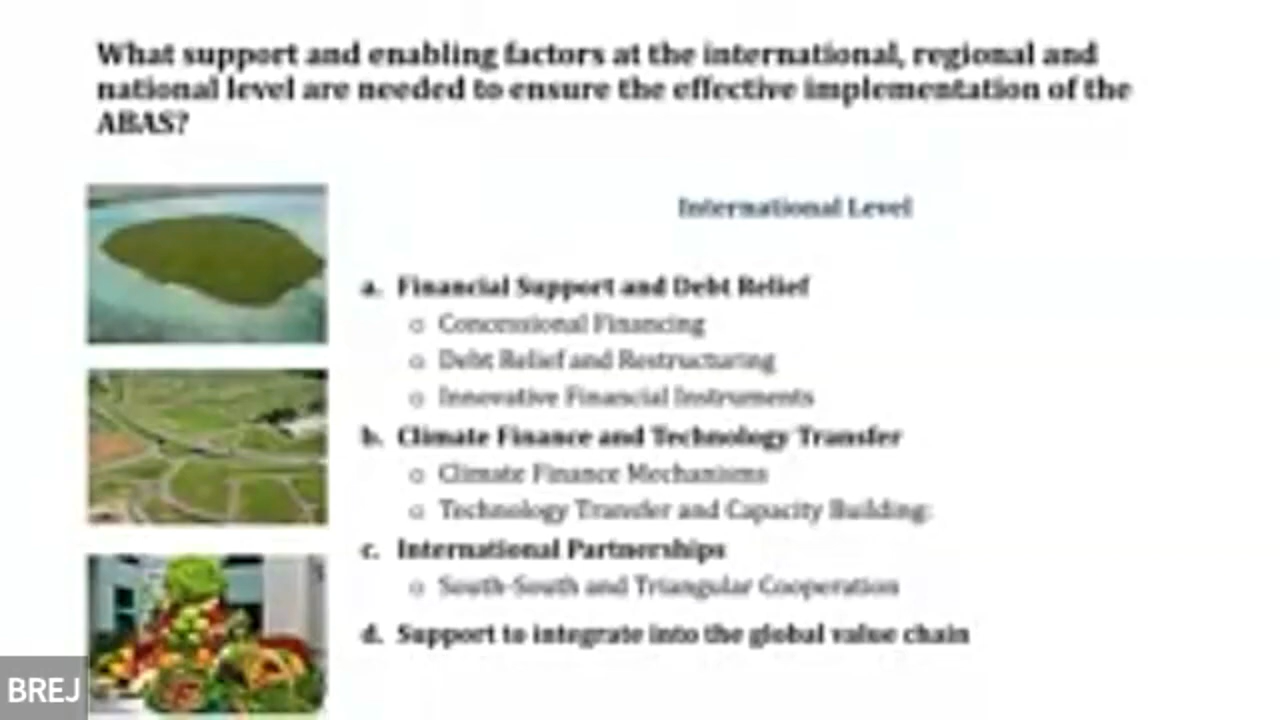 What support and enabling factors at the international, regional and
national level are needed to ensure the effective implementation of the
ABAS?
International Level
a. Financial Support and Debt Relief
o Concessional Financing
o Debt Relief and Restructuring
o Innovative Financial Instruments
b. Climate Finance and Technology Transfer
o Climate Finance Mechanisms
o Technology Transfer and Capacity Building:
c. International Partnerships
o South-South and Triangular Cooperation
d. Support to integrate into the global value chain
BREJ